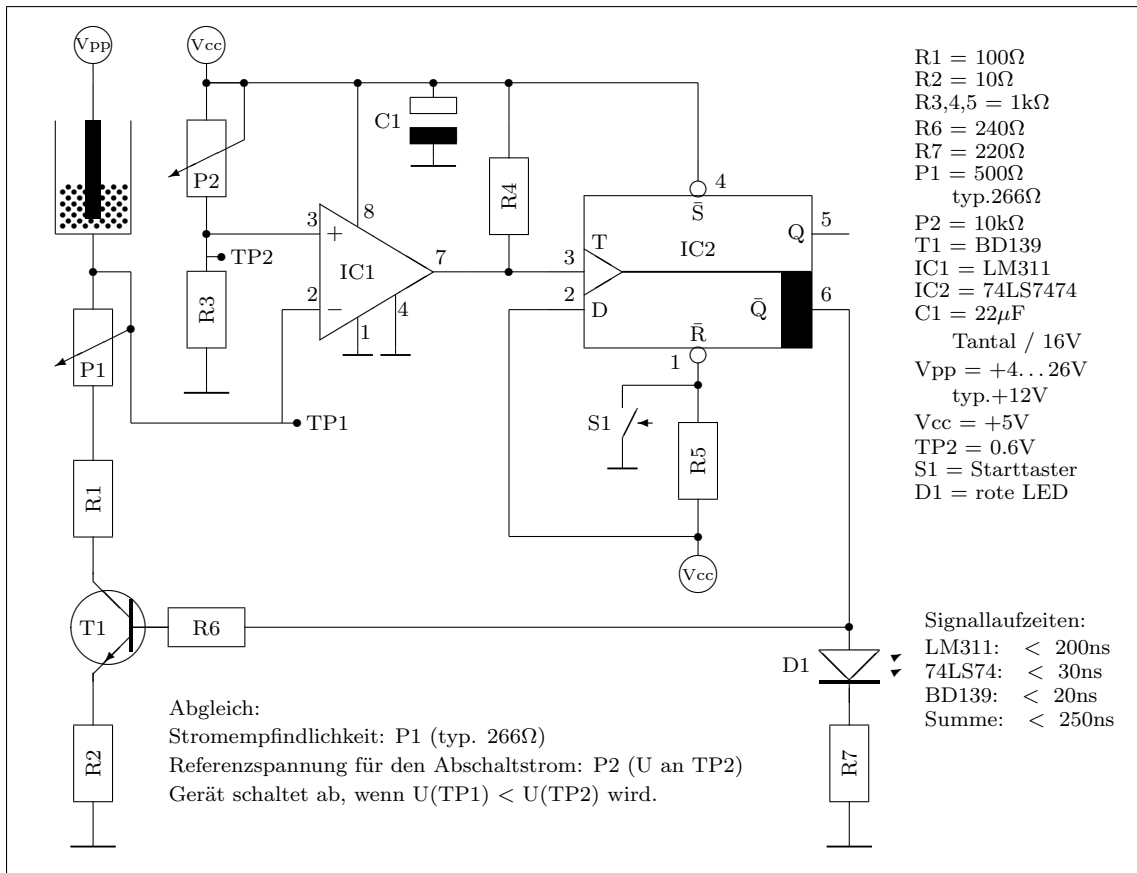 Vpp
Vcc
P2
C1
R4
3
8
+
TP2
IC1
7
2
−
4
1
R3
P1
TP1
R1
T1
R6
R2
4
S̄
5
Q
T
IC2
3
2
D
Q̄
6
R̄
1
S1
R5
Vcc
D1
R7
R1 = 100Ω
R2 = 10Ω
R3,4,5 = 1kΩ
R6 = 240Ω
R7 = 220Ω
P1 = 500Ω
typ.266Ω
P2 = 10kΩ
T1 = BD139
IC1 = LM311
IC2 = 74LS7474
C1 = 22μF
Tantal / 16V
Vpp = +4...26V
typ.+12V
Vcc = +5V
TP2 = 0.6V
S1 = Starttaster
D1 = rote LED
Signallaufzeiten:
LM311: < 200ns
74LS74: < 30ns
BD139: < 20ns
Summe: < 250ns
Abgleich:
Stromempfindlichkeit: P1 (typ. 266Ω)
Referenzspannung für den Abschaltstrom: P2 (U an TP2)
Gerät schaltet ab, wenn U(TP1) < U(TP2) wird.